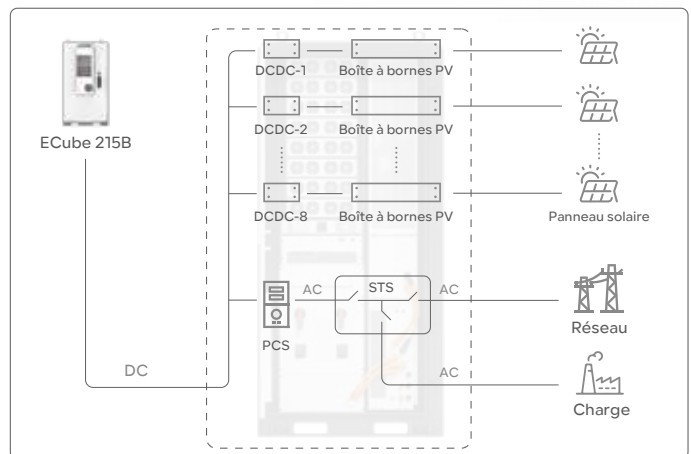 DCDC-1
Boîte à bornes PV
ECube 215B
DCDC-2
Boîte à bornes PV
DCDC-8
Boîte à bornes PV
Panneau solaire
AC
STS
AC
PCS
Réseau
DC
AC
Charge